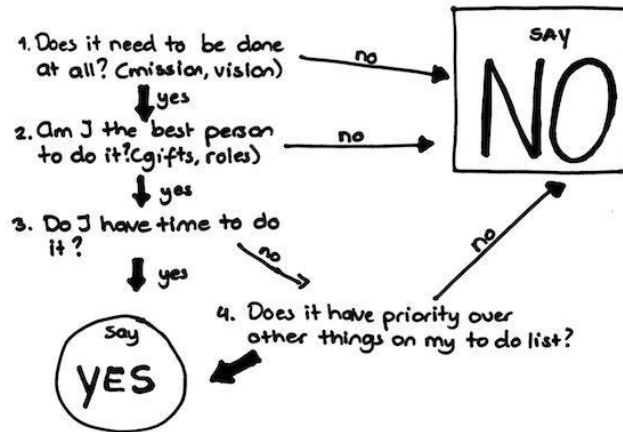 1. Does it need to be done
at all? (mission, vision)
no
SAY
NO
yes
2. Am I the best person
to do it? (gifts, roles)
no
yes
3. Do I have time to do
it?
no
no
yes
4. Does it have priority over
other things on my to do list?
Say
YES